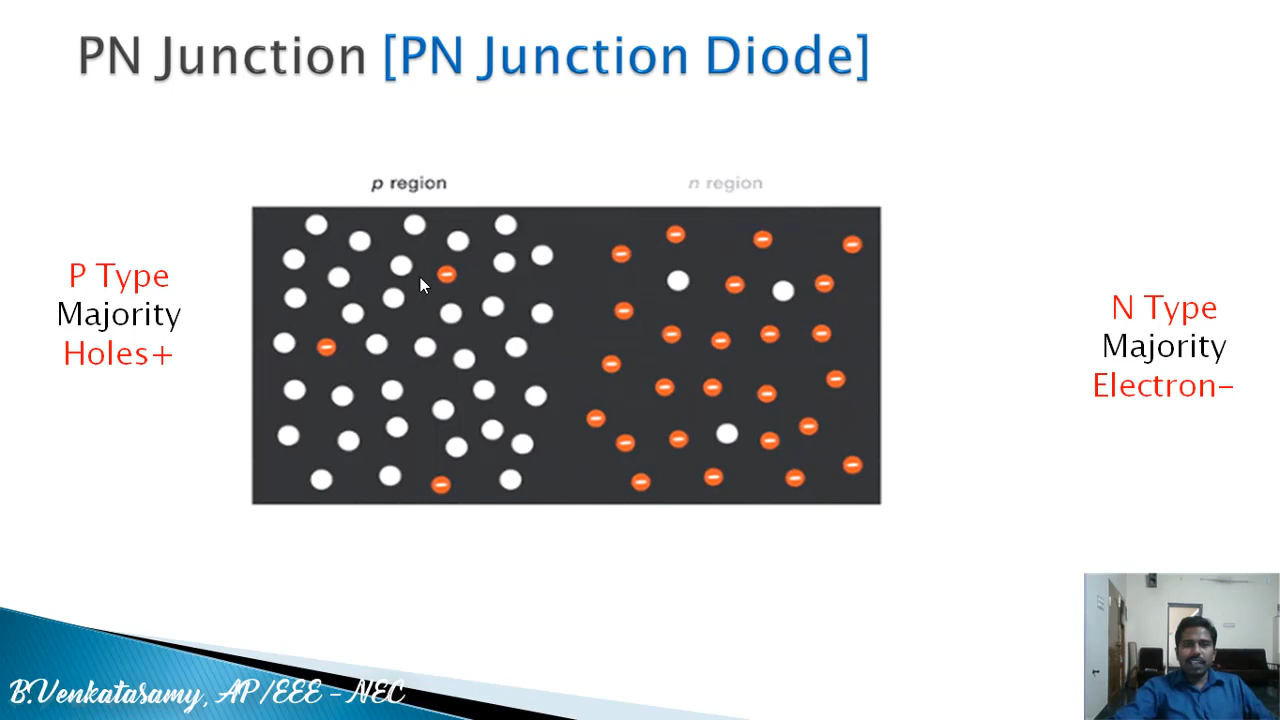 PN Junction [PN Junction Diode]
p region
n region
P Type
Majority
Holes+
N Type
Majority
Electron-
B.Venkatasamy, AP/EEE - NEC